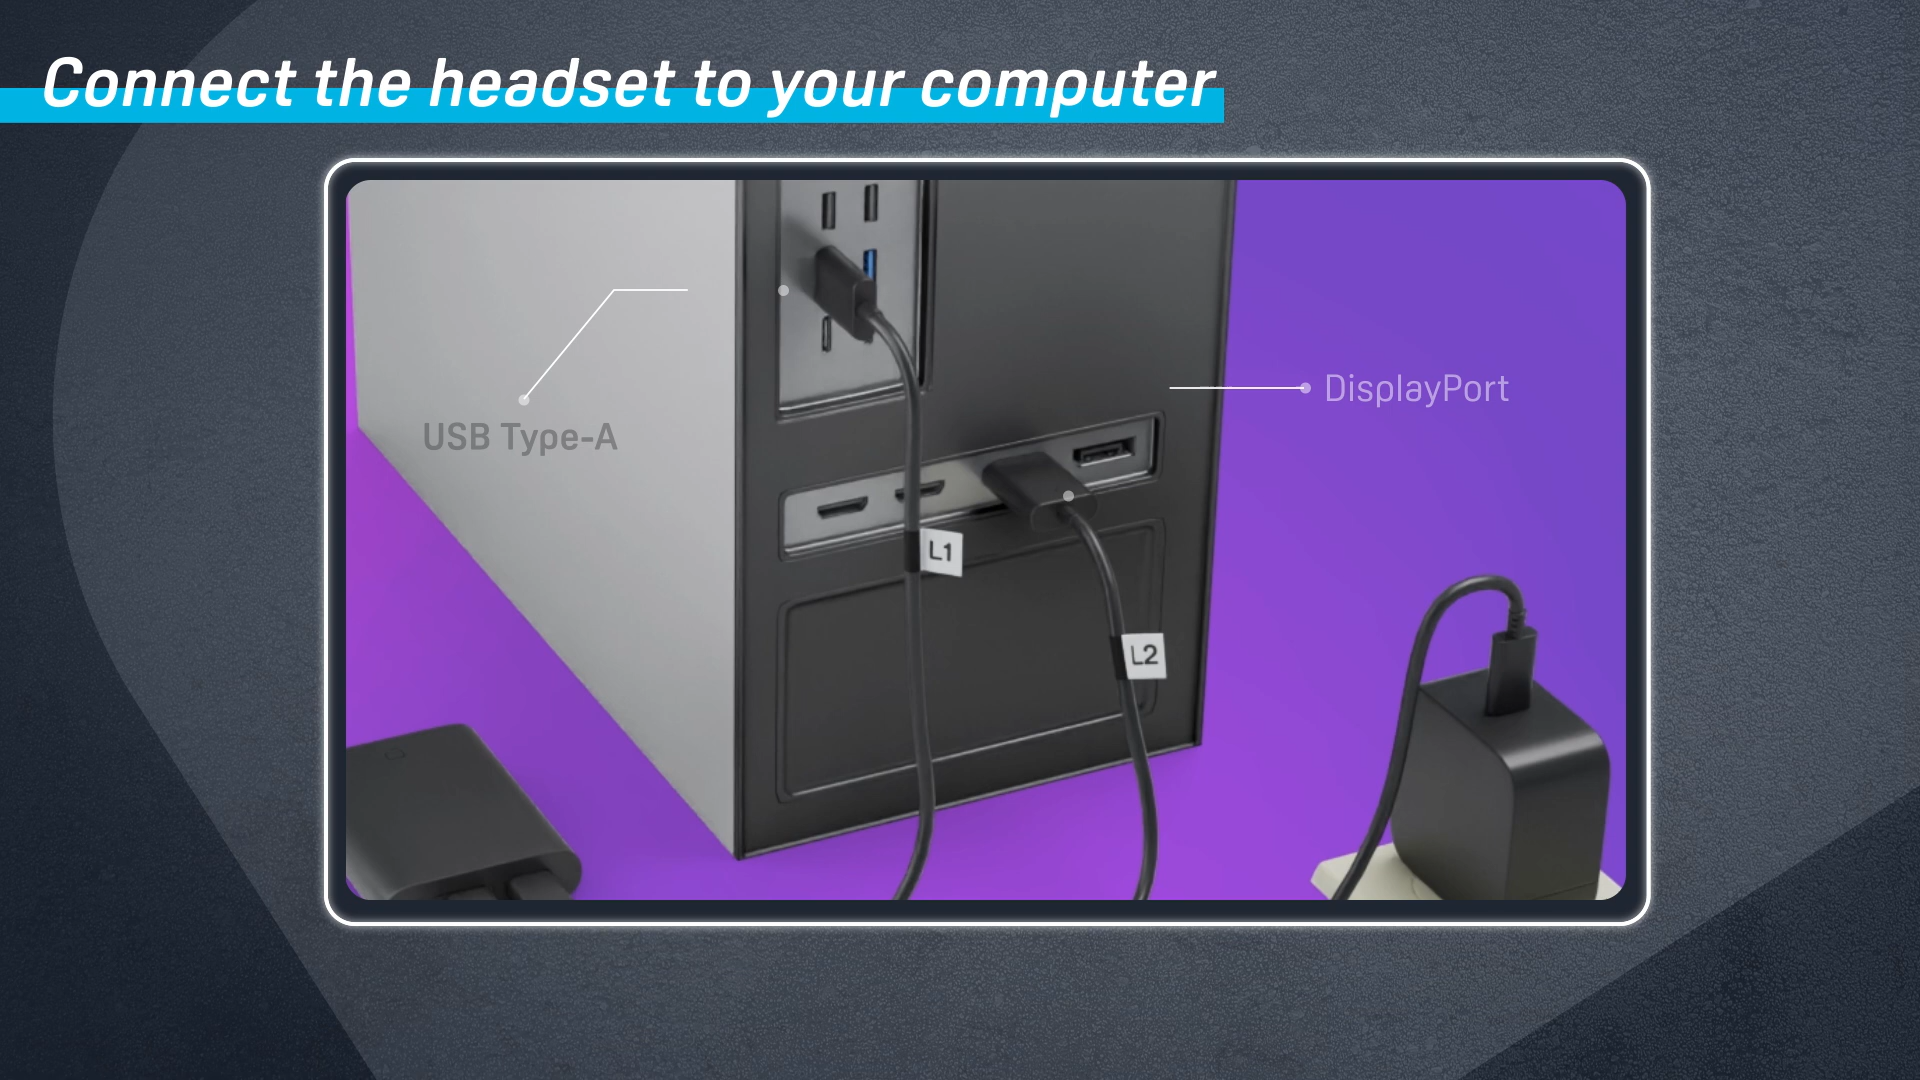 Connect the headset to your computer
USB Type-A
DisplayPort
L1
L2